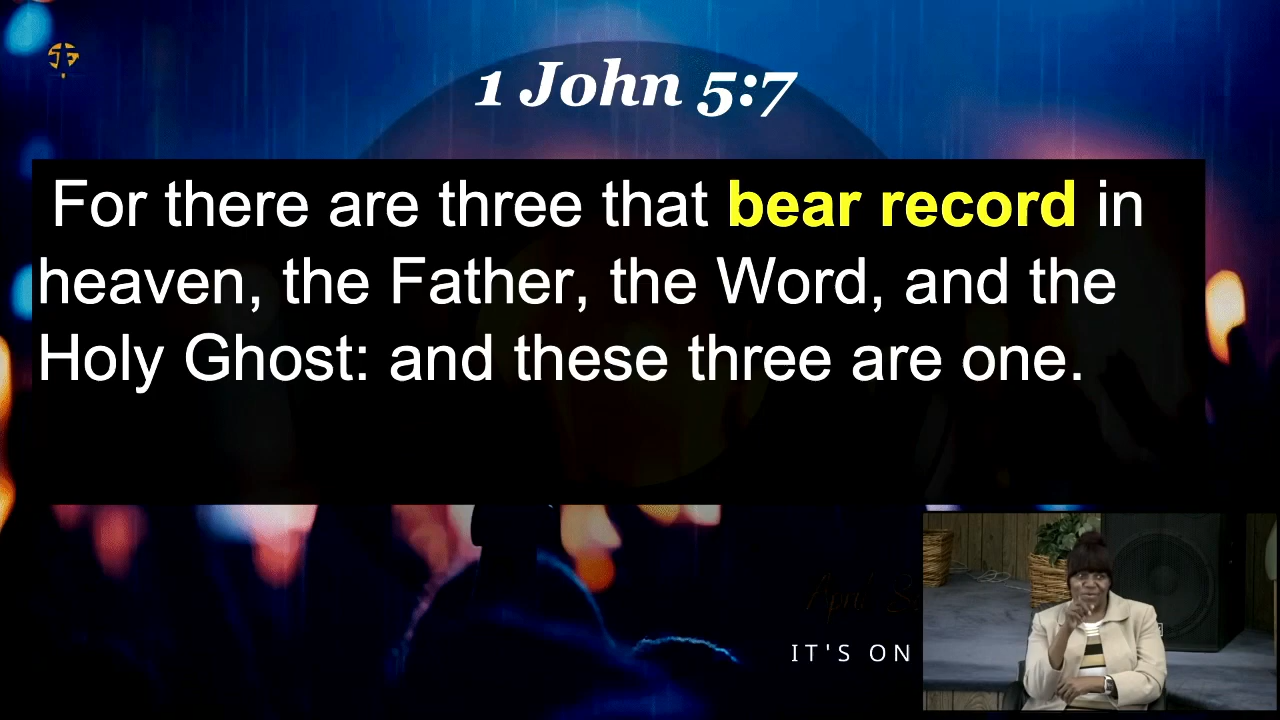 1 John 5:7
For there are three that bear record in
heaven, the Father, the Word, and the
Holy Ghost: and these three are one.
April
IT'S ON